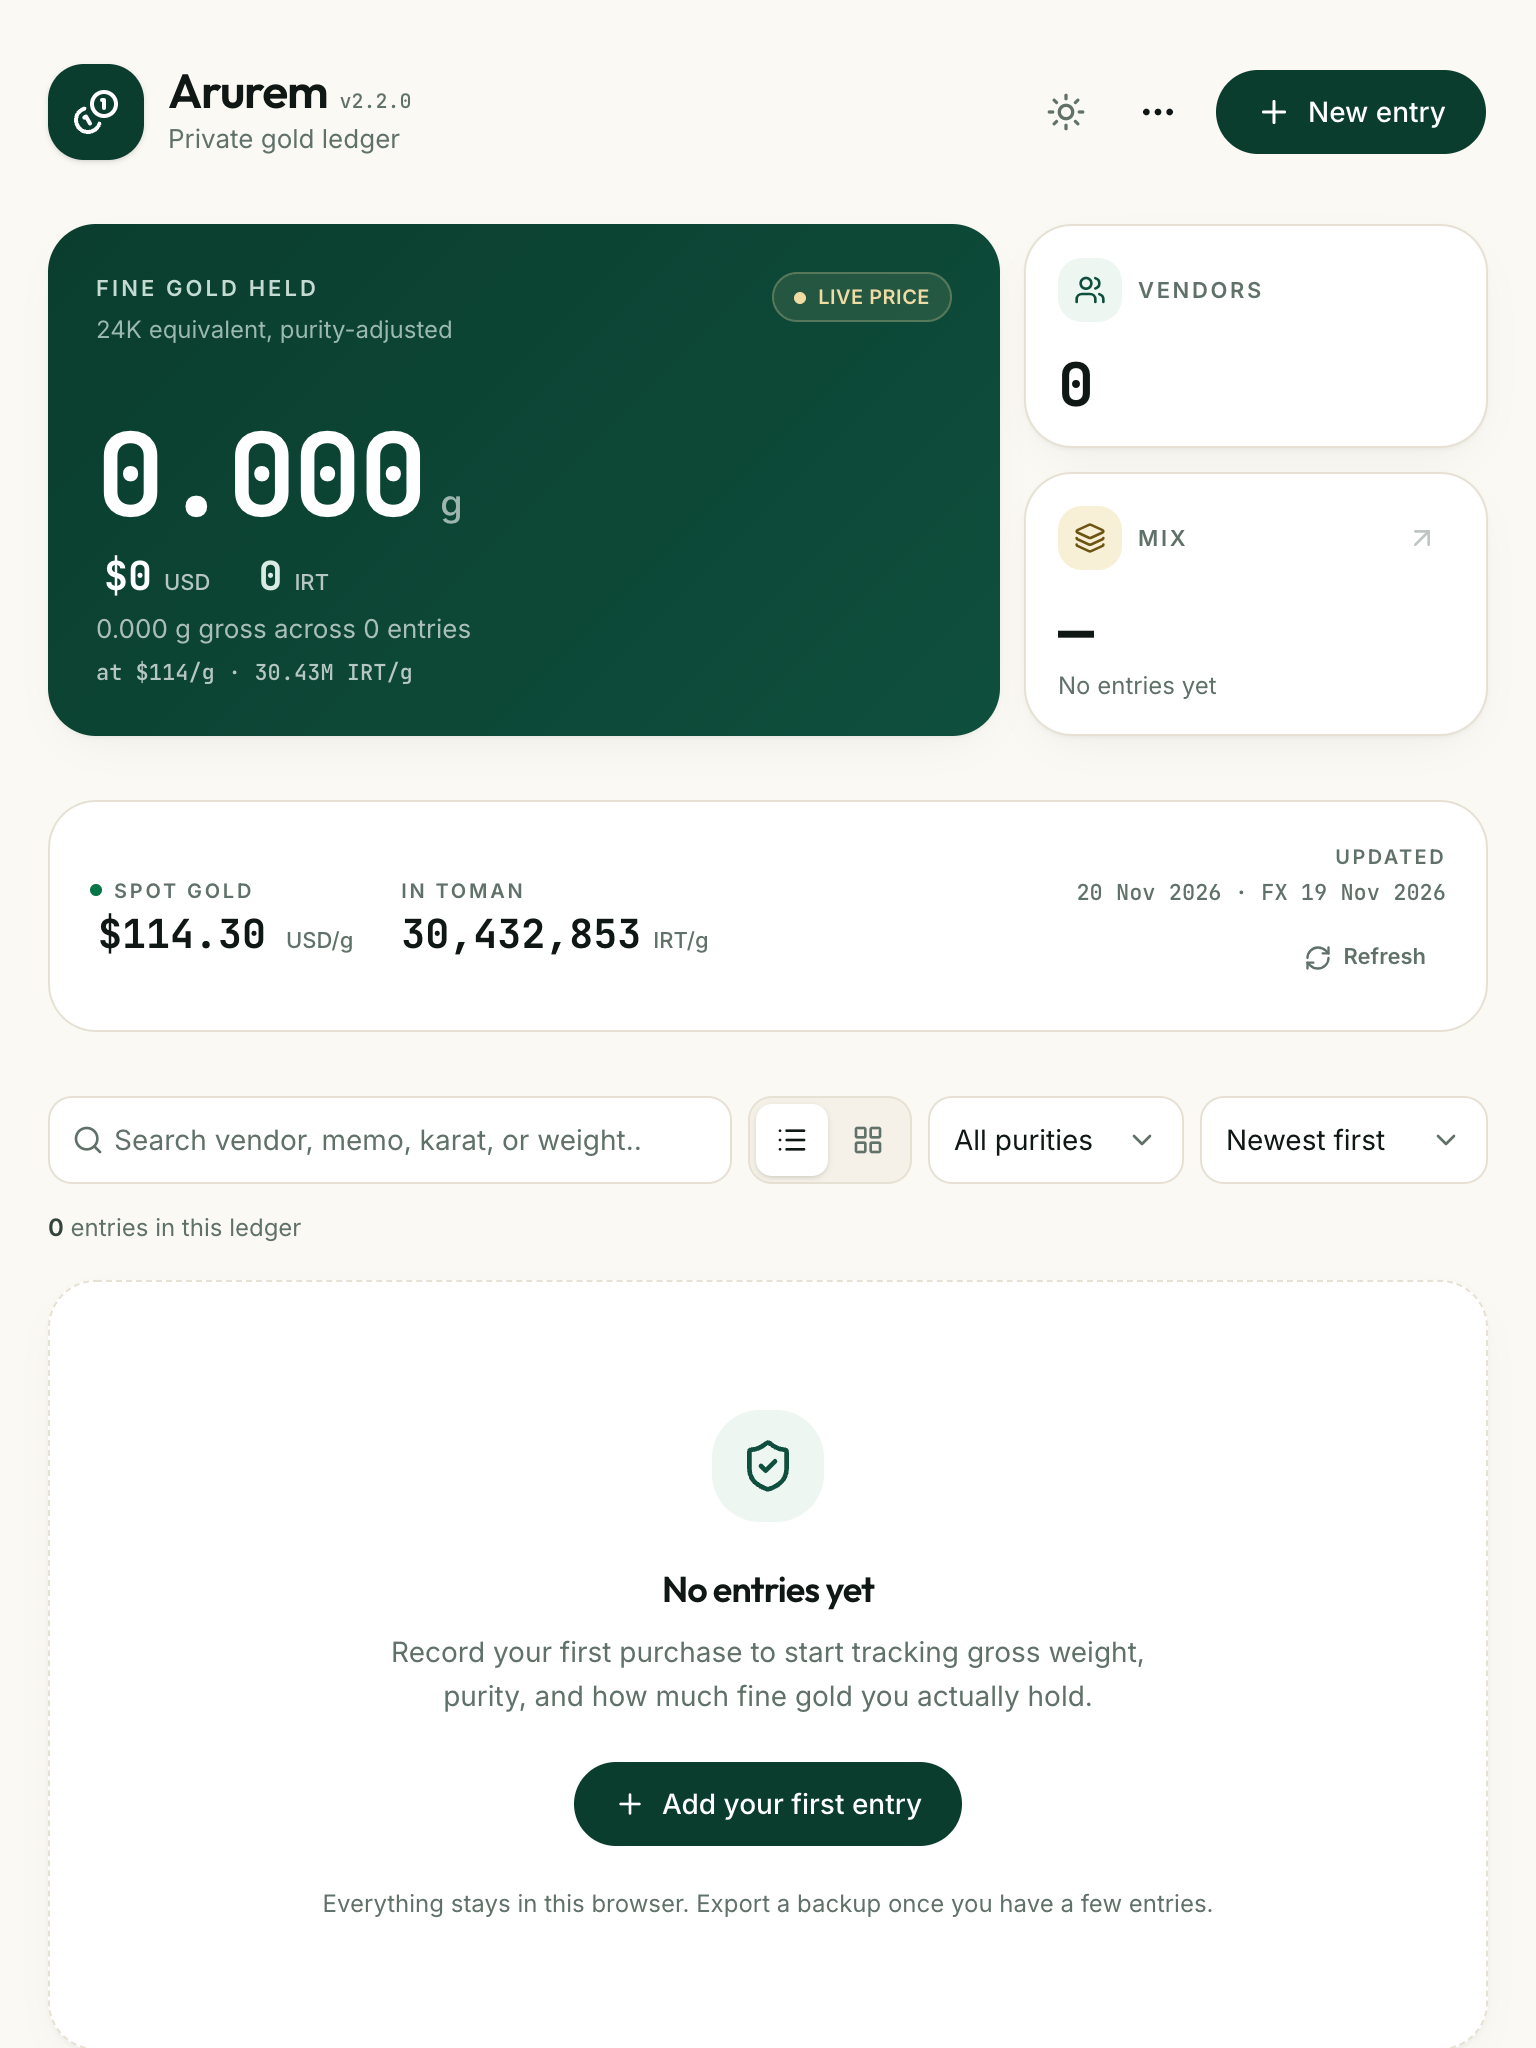 Arurem v2.2.0
Private gold ledger
New entry
FINE GOLD HELD
24K equivalent, purity-adjusted
LIVE PRICE
0.000 g
$0 USD 0 IRT
0.000 g gross across 0 entries
at $114/g · 30.43M IRT/g
VENDORS
0
MIX
—
No entries yet
SPOT GOLD
$114.30 USD/g
IN TOMAN
30,432,853 IRT/g
UPDATED
20 Nov 2026 · FX 19 Nov 2026
Refresh
Search vendor, memo, karat, or weight..
All purities
Newest first
0 entries in this ledger
No entries yet
Record your first purchase to start tracking gross weight,
purity, and how much fine gold you actually hold.
Add your first entry
Everything stays in this browser. Export a backup once you have a few entries.